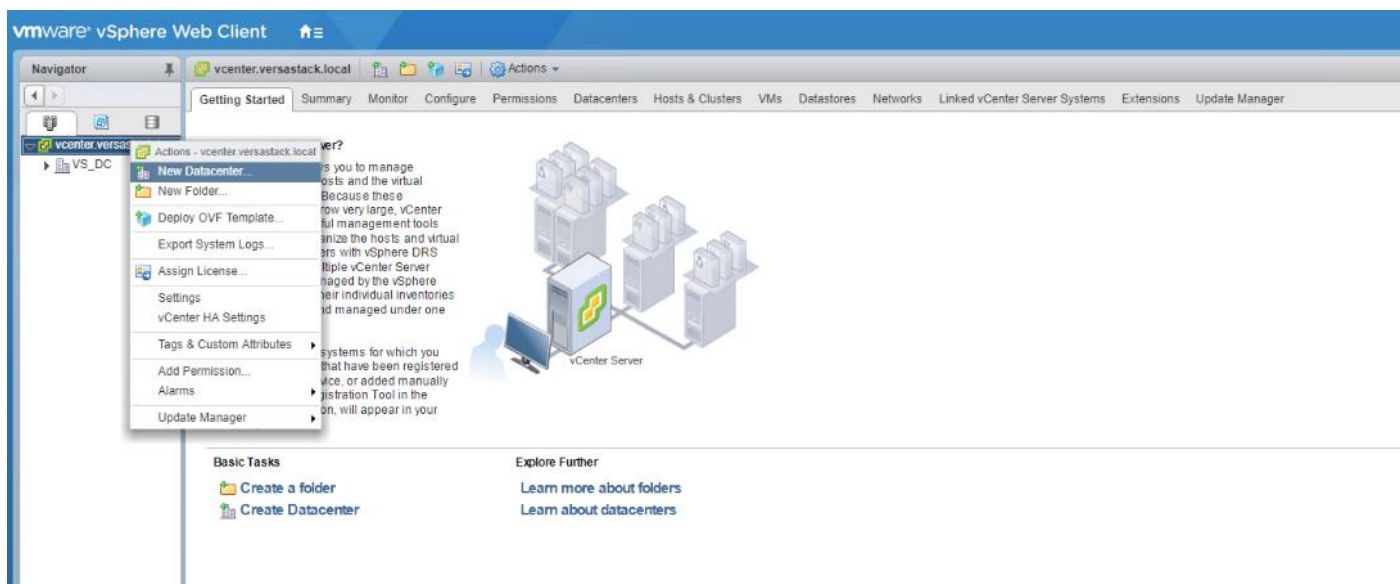 vmware® vSphere Web Client
Navigator
vcenter.versastack.local
Actions
Getting Started Summary Monitor Configure Permissions Datacenters Hosts & Clusters VMs Datastores Networks Linked vCenter Server Systems Extensions Update Manager
vcenter.versas
VS_DC
Actions - vcenter.versastack.local
New Datacenter...
New Folder...
Deploy OVF Template...
Export System Logs...
Assign License...
Settings
vCenter HA Settings
Tags & Custom Attributes
Add Permission...
Alarms
Update Manager
ver?
s you to manage
osts and the virtual
Because these
row very large, vCenter
ful management tools
anize the hosts and virtual
ers with vSphere DRS
ltiple vCenter Server
naged by the vSphere
heir individual inventories
nd managed under one
systems for which you
that have been registered
vice, or added manually
gistration Tool in the
on, will appear in your
vCenter Server
Basic Tasks
Create a folder
Create Datacenter
Explore Further
Learn more about folders
Learn about datacenters